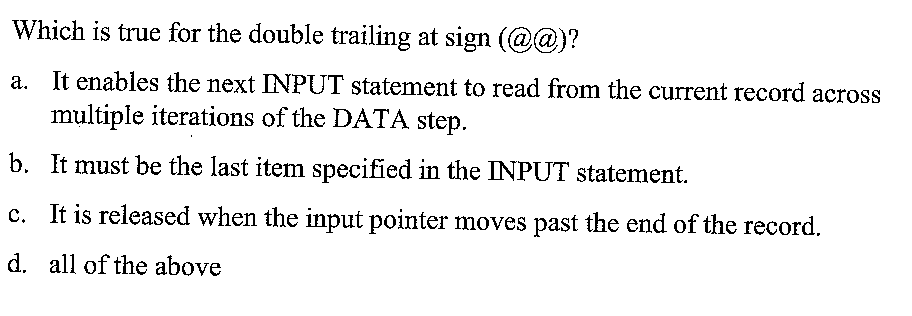 Which is true for the double trailing at sign (@@)?
a. It enables the next INPUT statement to read from the current record across
multiple iterations of the DATA step.
b. It must be the last item specified in the INPUT statement.
c. It is released when the input pointer moves past the end of the record.
d. all of the above